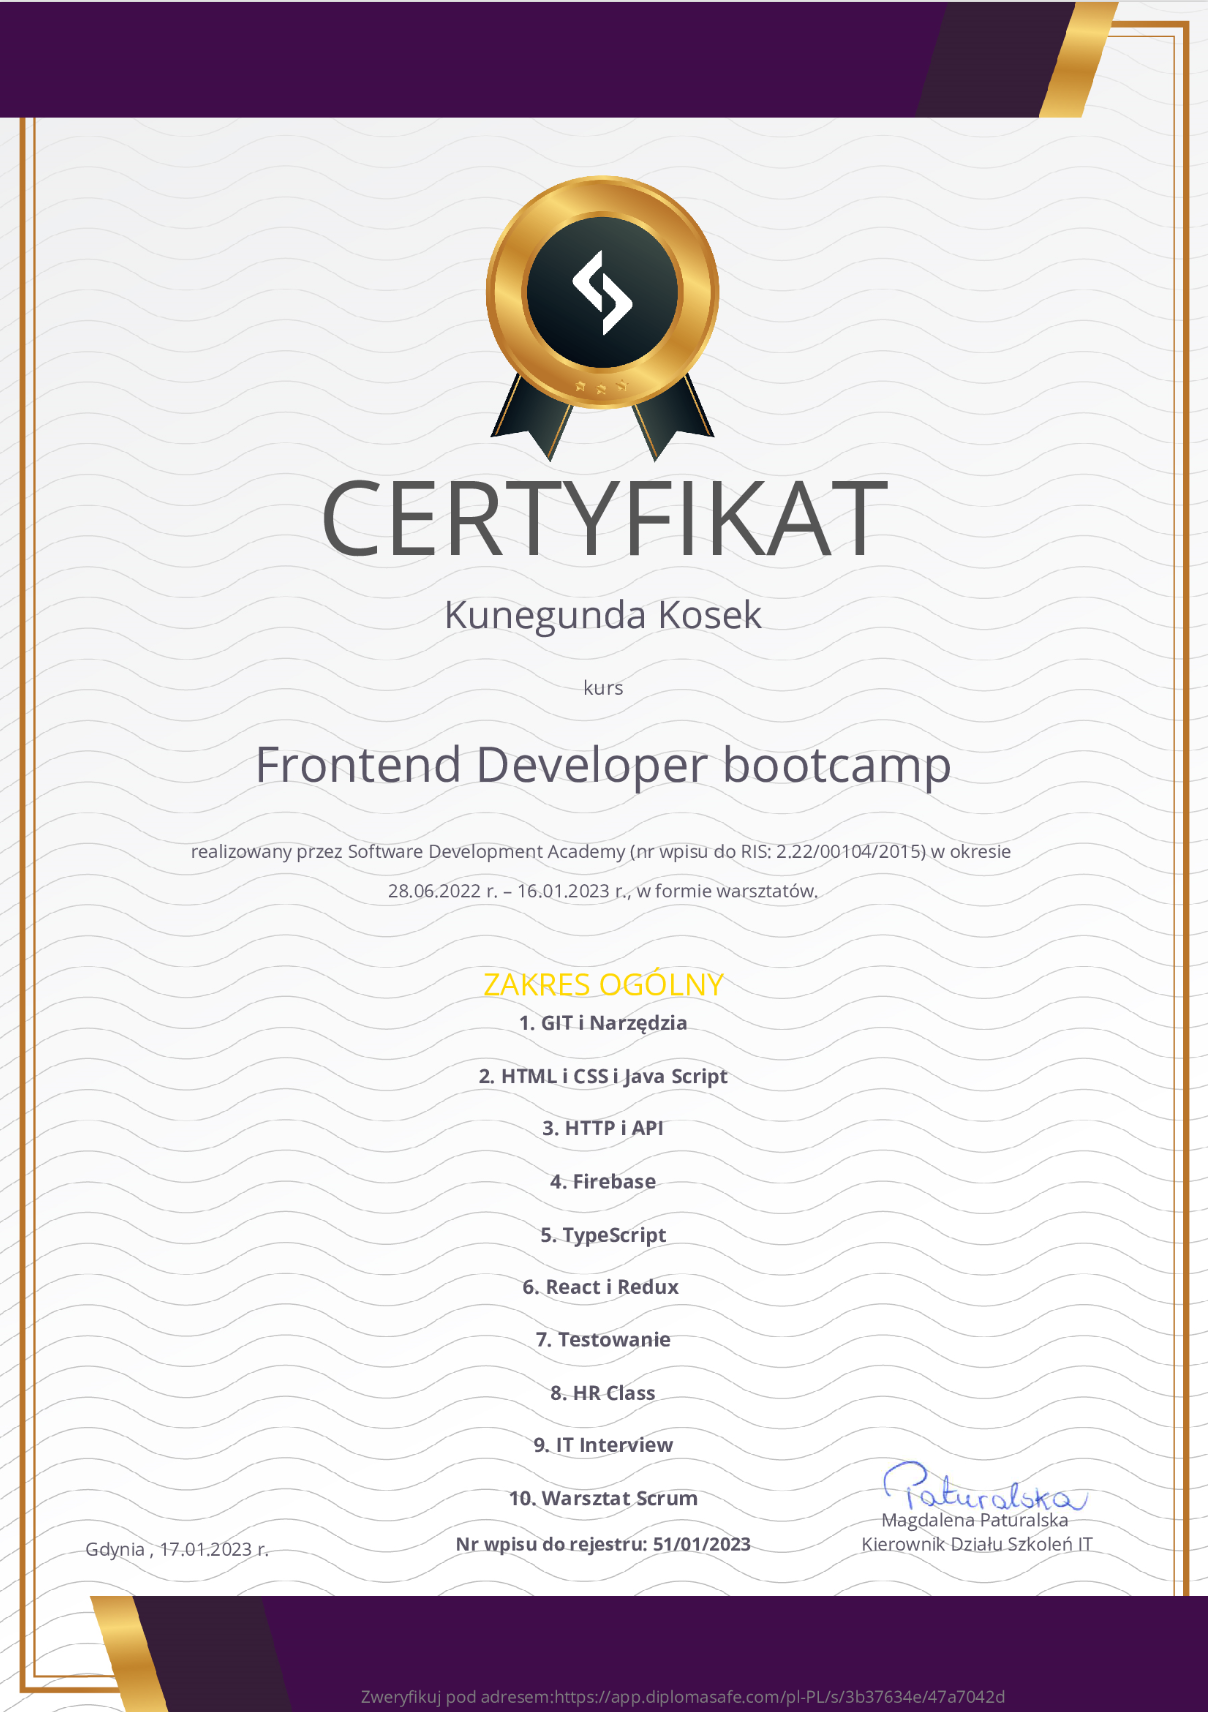 CERTYFIKAT
Kunegunda Kosek
kurs
Frontend Developer bootcamp
realizowany przez Software Development Academy (nr wpisu do RIS: 2.22/00104/2015) w okresie
28.06.2022 r. – 16.01.2023 r., w formie warsztatów.
ZAKRES OGÓLNY
1. GIT i Narzędzia
2. HTML i CSS i Java Script
3. HTTP i API
4. Firebase
5. TypeScript
6. React i Redux
7. Testowanie
8. HR Class
9. IT Interview
10. Warsztat Scrum
Gdynia , 17.01.2023 r.
Nr wpisu do rejestru: 51/01/2023
Paturalska
Magdalena Paturalska
Kierownik Działu Szkoleń IT
Zweryfikuj pod adresem:https://app.diplomasafe.com/pl-PL/s/3b37634e/47a7042d